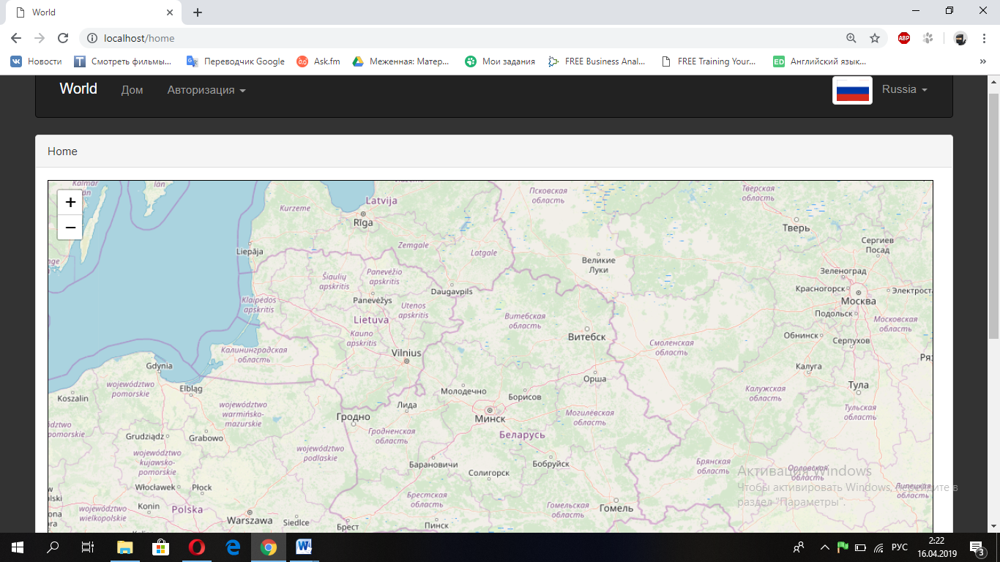 World
localhost/home
Новости
Смотреть фильмы...
Переводчик Google
Ask.fm
Меженная: Матер...
Мои задания
FREE Business Anal...
FREE Training Your...
Английский язык...
World
Дом
Авторизация
Russia
Home
+
−
Kalmar
län
Latvija
Kurzeme
Rīga
Псковская
область
Тверская
область
Тверь
Сергиев
Посад
Liepāja
Zemgale
Latgale
Великие
Луки
Зеленоград
Красногорск
Электроста
Москва
Подольск
Московская
область
Šiaulių
apskritis
Panevėžio
apskritis
Daugavpils
Klaipėdos
apskritis
Panevėžys
Utenos
apskritis
Lietuva
Kauno
apskritis
Витебская
область
Витебск
Смоленская
область
Обнинск
Серпухов
Калининградская
область
Vilnius
Gdynia
Калуга
Ряз
województwo
pomorskie
Elbląg
Орша
Тула
Koszalin
Молодечно
Борисов
Калужская
область
województwo
warmińsko-
mazurskie
Лида
Минск
Могилёвская
область
Тульская
область
Гродно
Гродненская
область
Беларусь
Grudziądz
Grabowo
województwo
kujawsko-
pomorskie
województwo
podlaskie
Барановичи
Солигорск
Бобруйск
Брянская
область
Орловская
область
Włocławek
Płock
Липецкая
область
Konin
Polska
województwo
wielkopolskie
Брестская
область
Гомельская
область
Гомель
Warszawa
Siedlce
Брест
Пинск
Активация Windows
Чтобы активировать Windows, перейдите в
раздел "Параметры".
РУС
2:22
16.04.2019
3